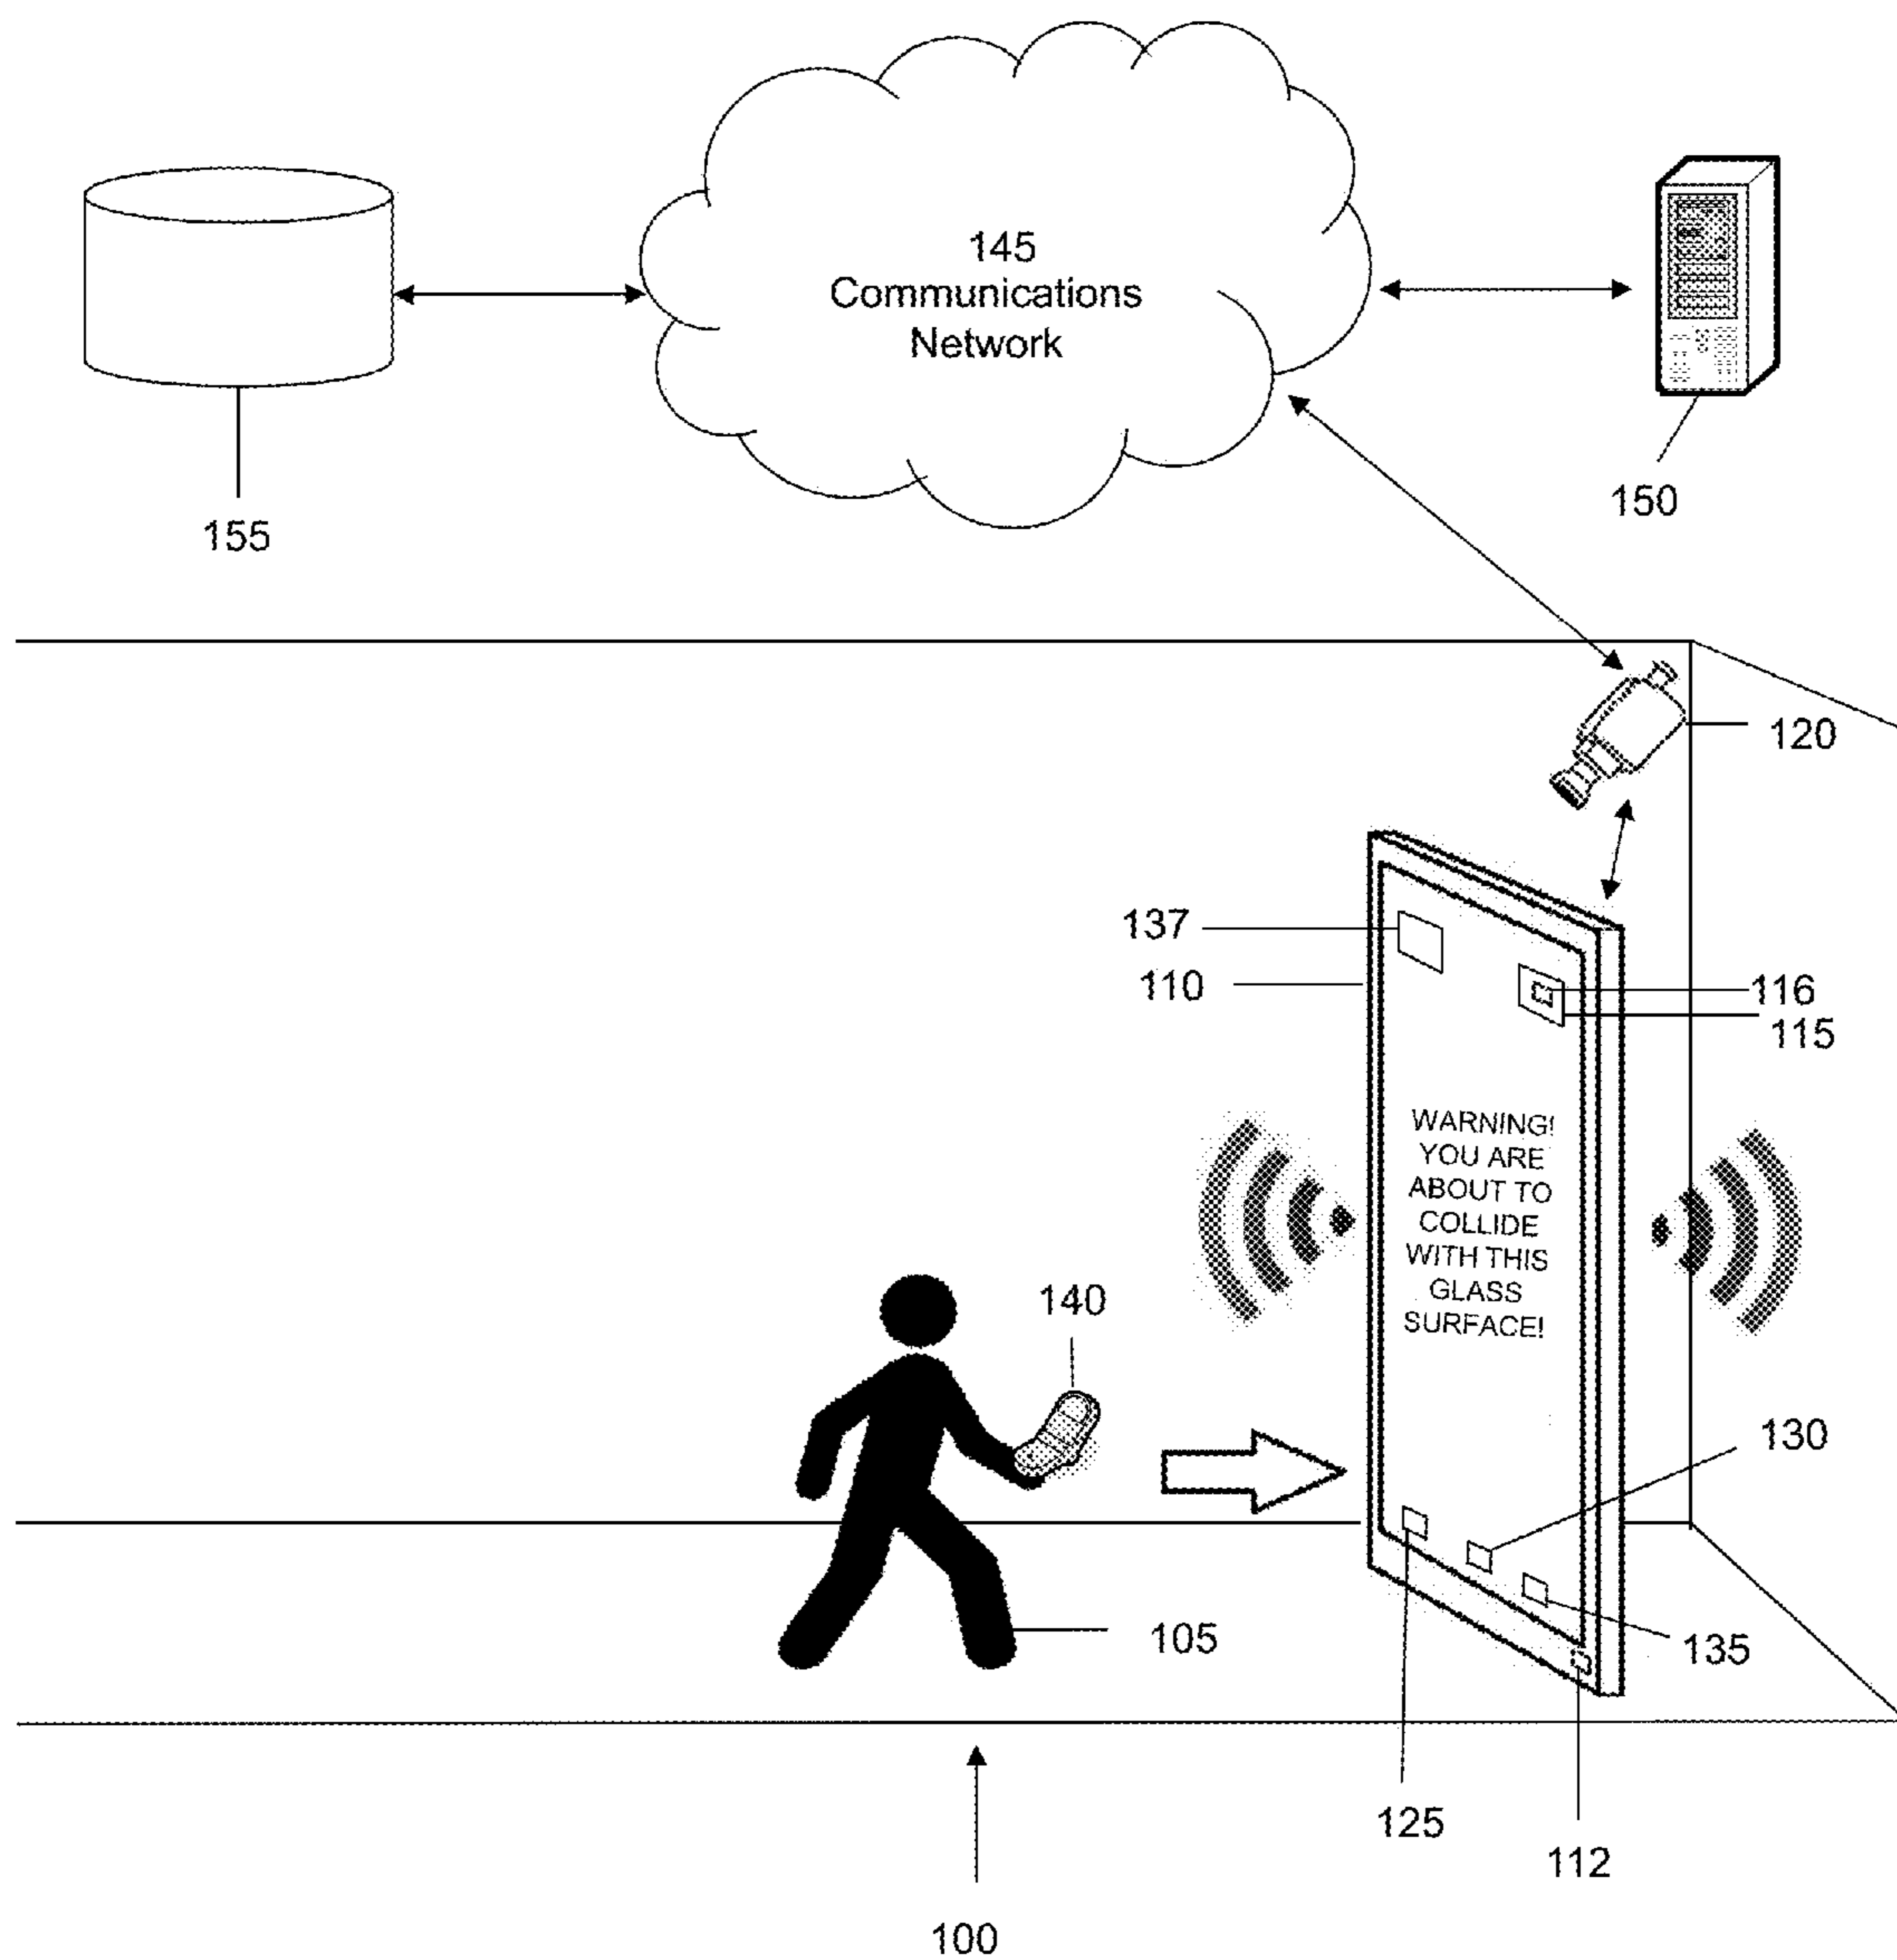 145
Communications
Network
150
155
120
137
110
116
115
WARNING!
YOU ARE
ABOUT TO
COLLIDE
WITH THIS
GLASS
SURFACE!
140
130
105
135
125
112
100